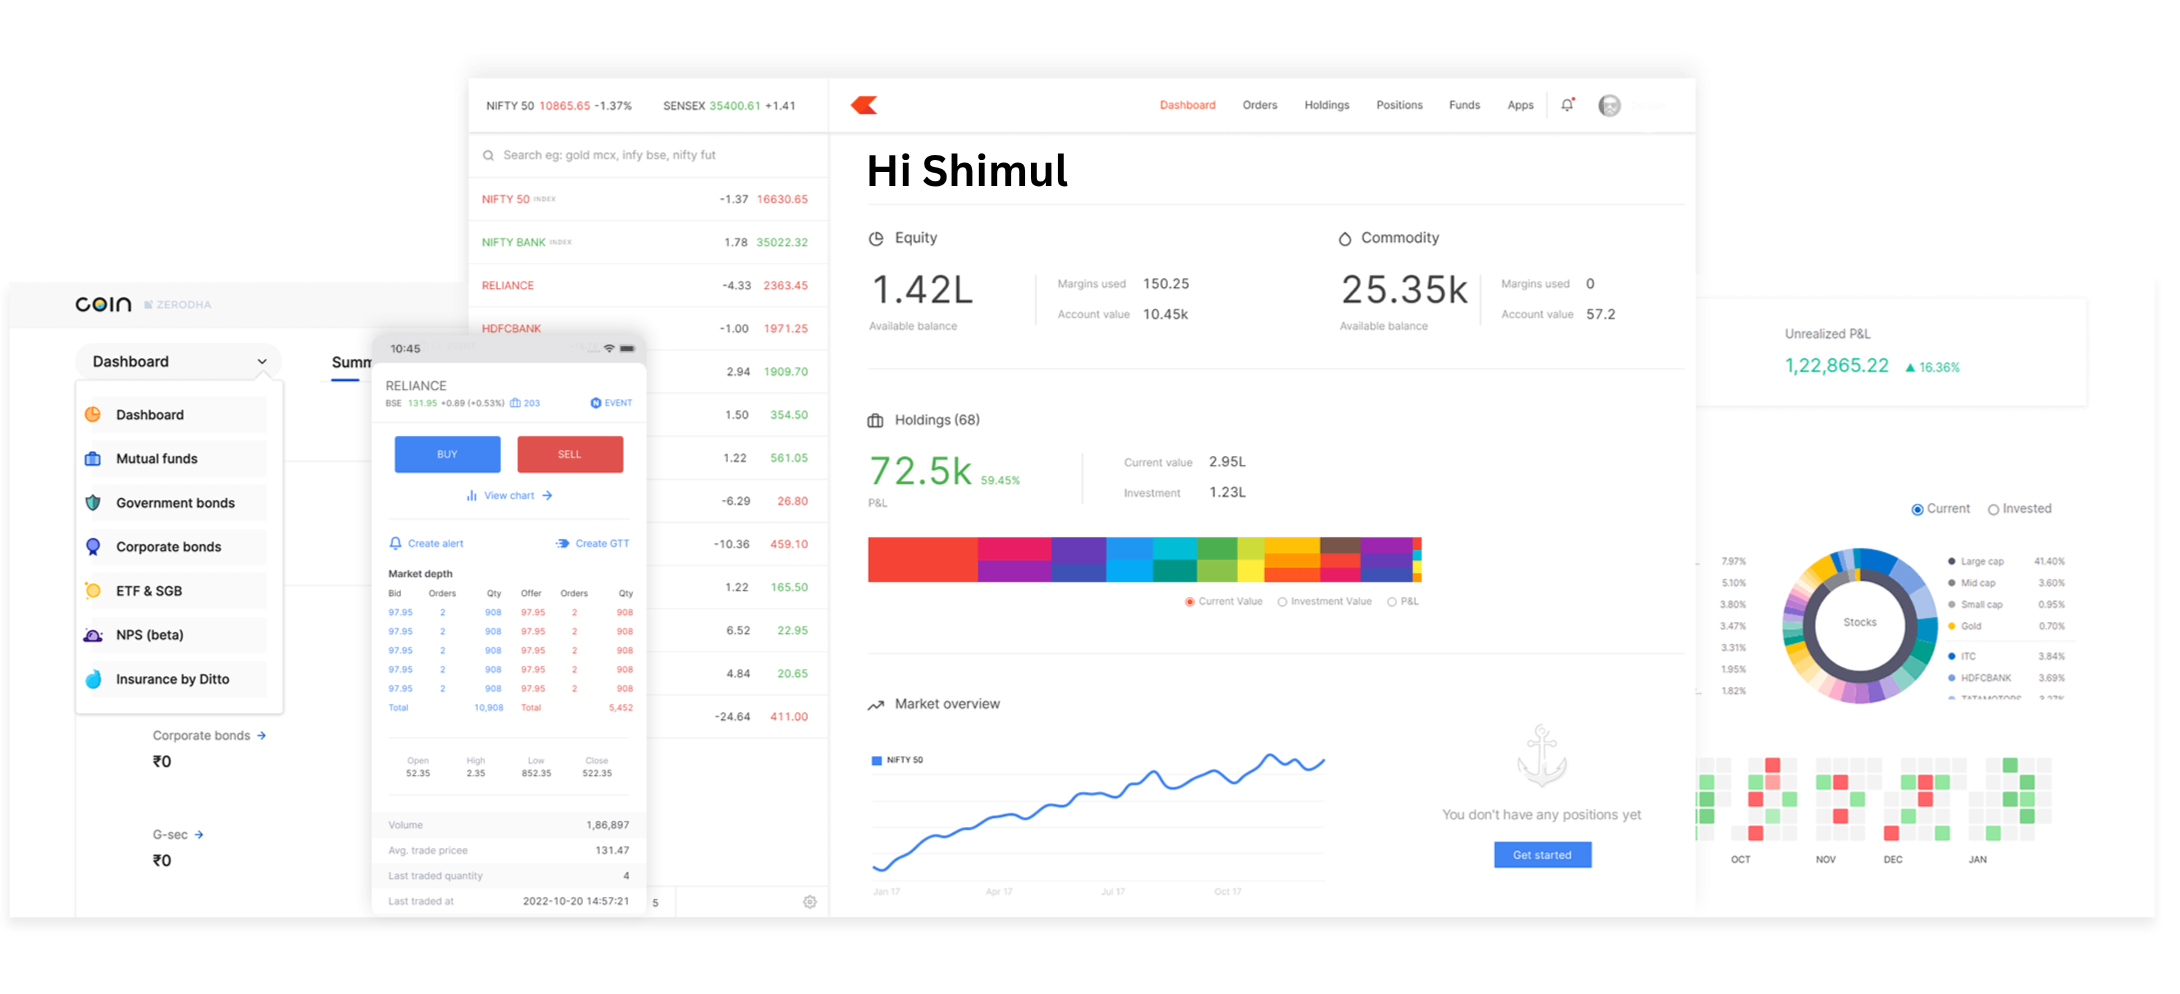 NIFTY 50 10865.65 -1.37% SENSEX 35400.61 +1.41
Dashboard Orders Holdings Positions Funds Apps
Search eg: gold mcx, infy bse, nifty fut
NIFTY 50 INDEX -1.37 16630.65
NIFTY BANK INDEX 1.78 35022.32
RELIANCE -4.33 2363.45
HDFCBANK -1.00 1971.25
2.94 1909.70
1.50 354.50
1.22 561.05
-6.29 26.80
-10.36 459.10
1.22 165.50
6.52 22.95
4.84 20.65
-24.64 411.00
5
Hi Shimul
Equity
1.42L
Available balance
Margins used 150.25
Account value 10.45k
Commodity
25.35k
Available balance
Margins used 0
Account value 57.2
Holdings (68)
72.5k 59.45%
P&L
Current value 2.95L
Investment 1.23L
Current Value Investment Value P&L
Market overview
NIFTY 50
Jan 17 Apr 17 Jul 17 Oct 17
You don't have any positions yet
Get started
COIN ZERODHA
Dashboard
Summ
Dashboard
Mutual funds
Government bonds
Corporate bonds
ETF & SGB
NPS (beta)
Insurance by Ditto
Corporate bonds →
₹0
G-sec →
₹0
10:45
RELIANCE
BSE 131.95 +0.89 (+0.53%) 203 EVENT
BUY SELL
View chart →
Create alert Create GTT
Market depth
Bid Orders Qty Offer Orders Qty
97.95 2 908 97.95 2 908
97.95 2 908 97.95 2 908
97.95 2 908 97.95 2 908
97.95 2 908 97.95 2 908
97.95 2 908 97.95 2 908
Total 10,908 Total 5,452
Open High Low Close
52.35 2.35 852.35 522.35
Volume 1,86,897
Avg. trade pricee 131.47
Last traded quantity 4
Last traded at 2022-10-20 14:57:21
Unrealized P&L
1,22,865.22 ▲ 16.36%
Current Invested
7.97%
5.10%
3.80%
3.47%
3.31%
1.95%
1.82%
Stocks
Large cap 41.40%
Mid cap 3.60%
Small cap 0.95%
Gold 0.70%
ITC 3.84%
HDFCBANK 3.69%
TATAMOTORS 3.27%
OCT NOV DEC JAN